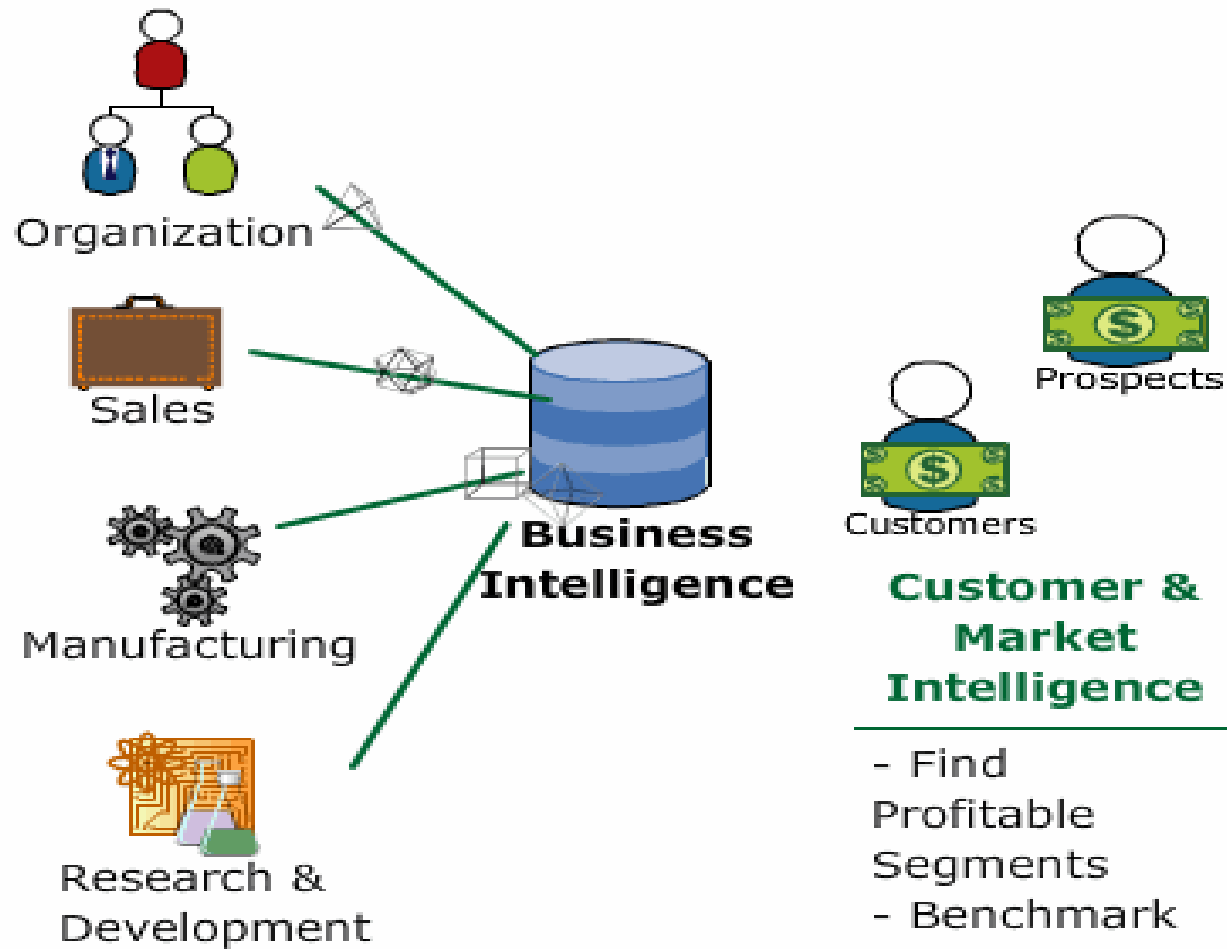 Organization
Sales
Manufacturing
Research &
Development
Business
Intelligence
$
Prospects
$
Customers
Customer &
Market
Intelligence
- Find
Profitable
Segments
- Benchmark